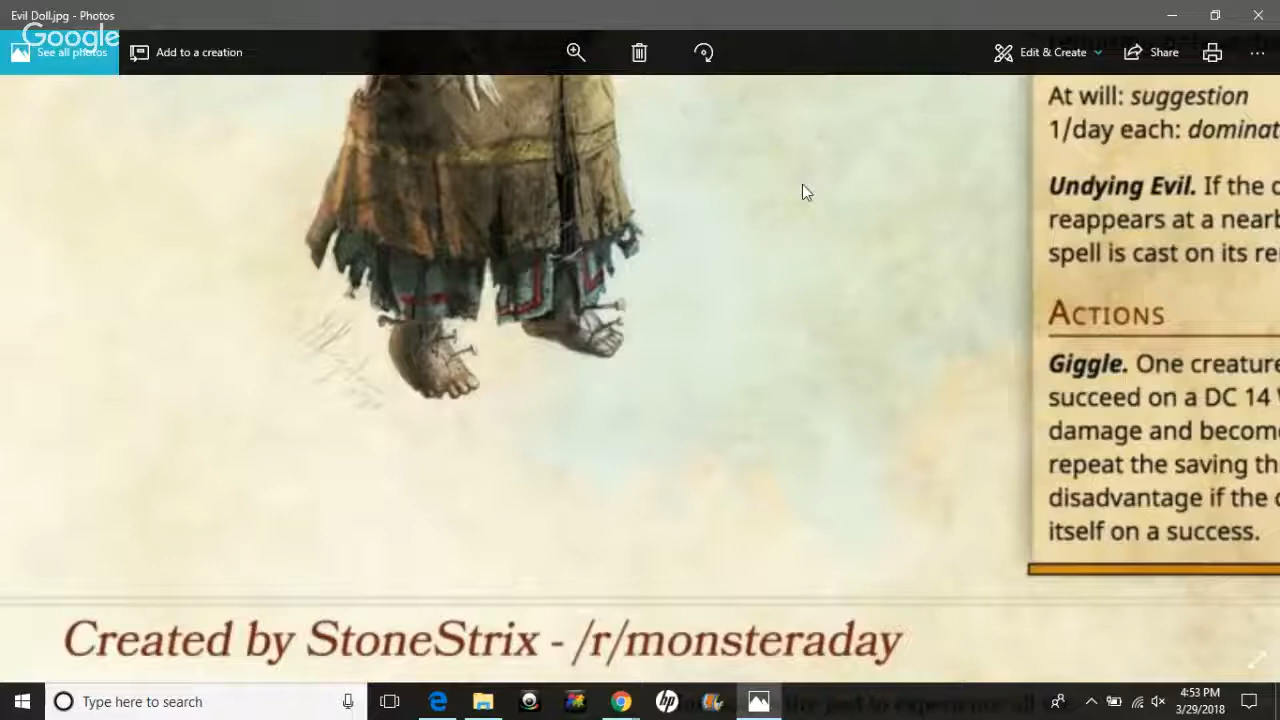 Evil Doll.jpg - Photos
Google
See all photos
Add to a creation
Edit & Create
Share
At will: suggestion
1/day each: dominat
Undying Evil. If the
reappears at a nearb
spell is cast on its re
ACTIONS
Giggle. One creature
succeed on a DC 14
damage and become
repeat the saving th
disadvantage if the
itself on a success.
Created by StoneStrix - /r/monsteraday
Type here to search
hp
4:53 PM
3/29/2018